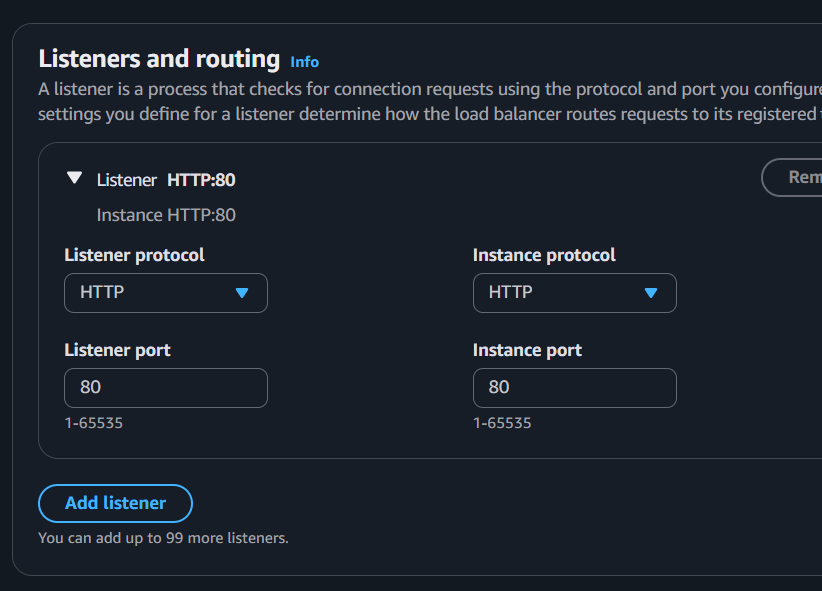 Listeners and routing Info
A listener is a process that checks for connection requests using the protocol and port you configure
settings you define for a listener determine how the load balancer routes requests to its registered
Listener HTTP:80
Rem
Instance HTTP:80
Listener protocol
Instance protocol
HTTP
HTTP
Listener port
Instance port
80
80
1-65535
1-65535
Add listener
You can add up to 99 more listeners.